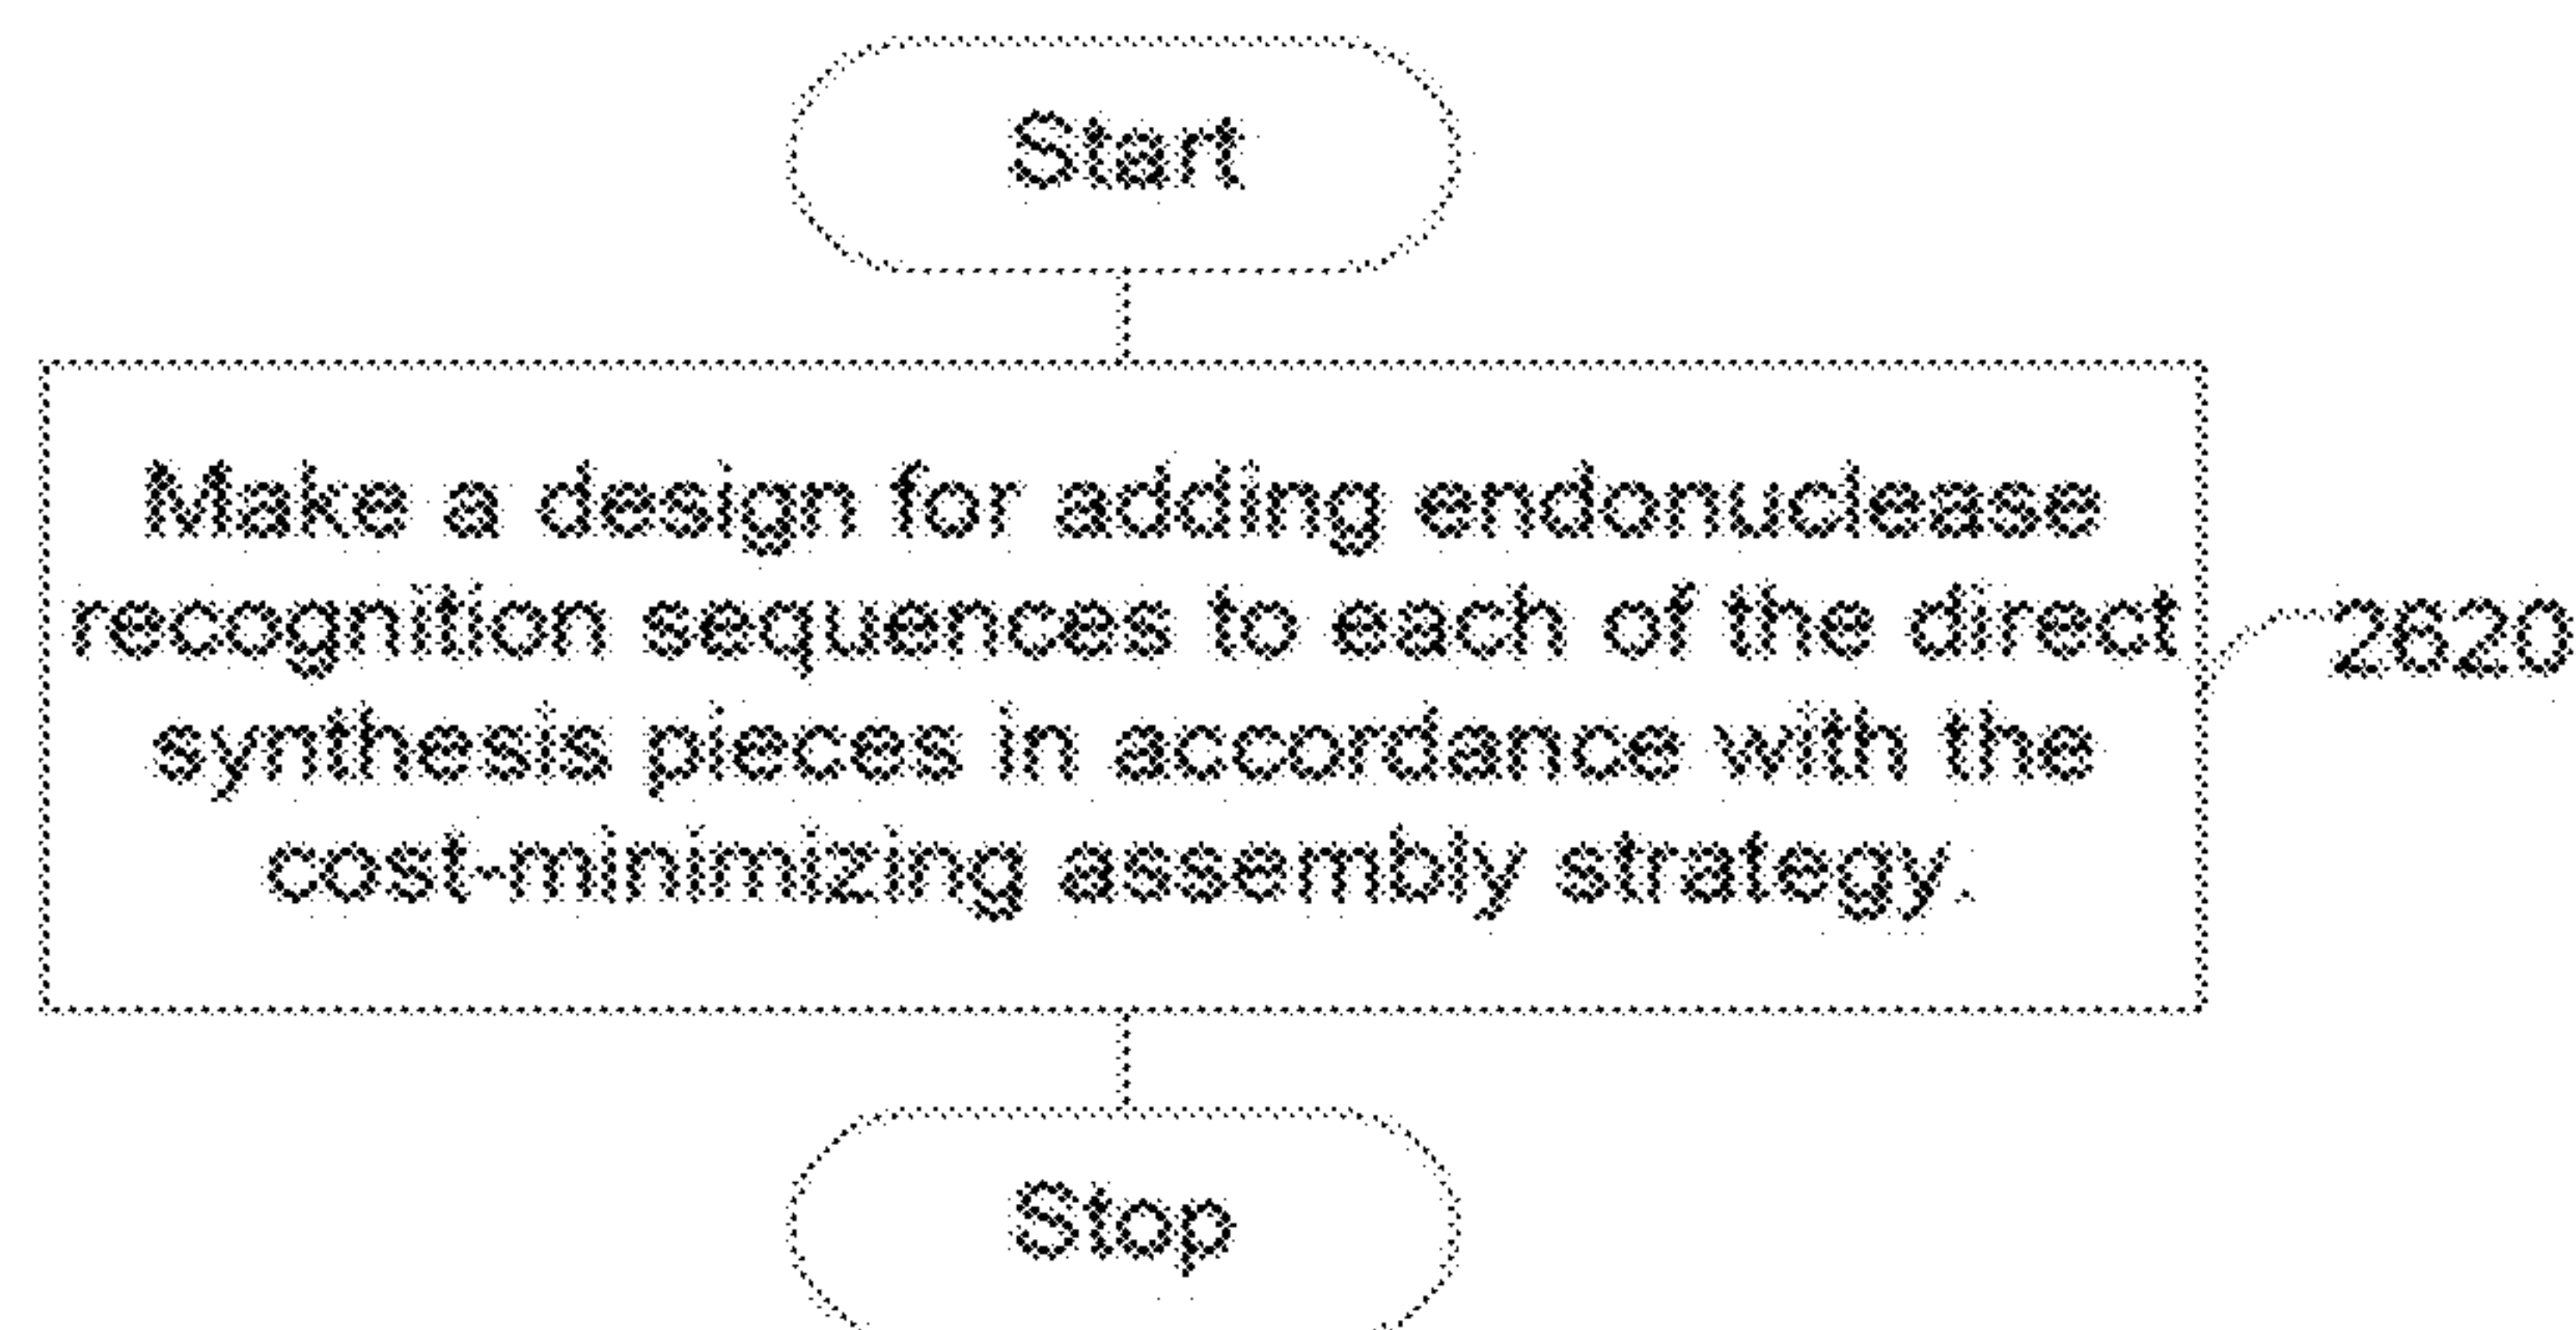 Start
Make a design for adding endonuclease
recognition sequences to each of the direct
synthesis pieces in accordance with the
cost-minimizing assembly strategy.
2620
Stop